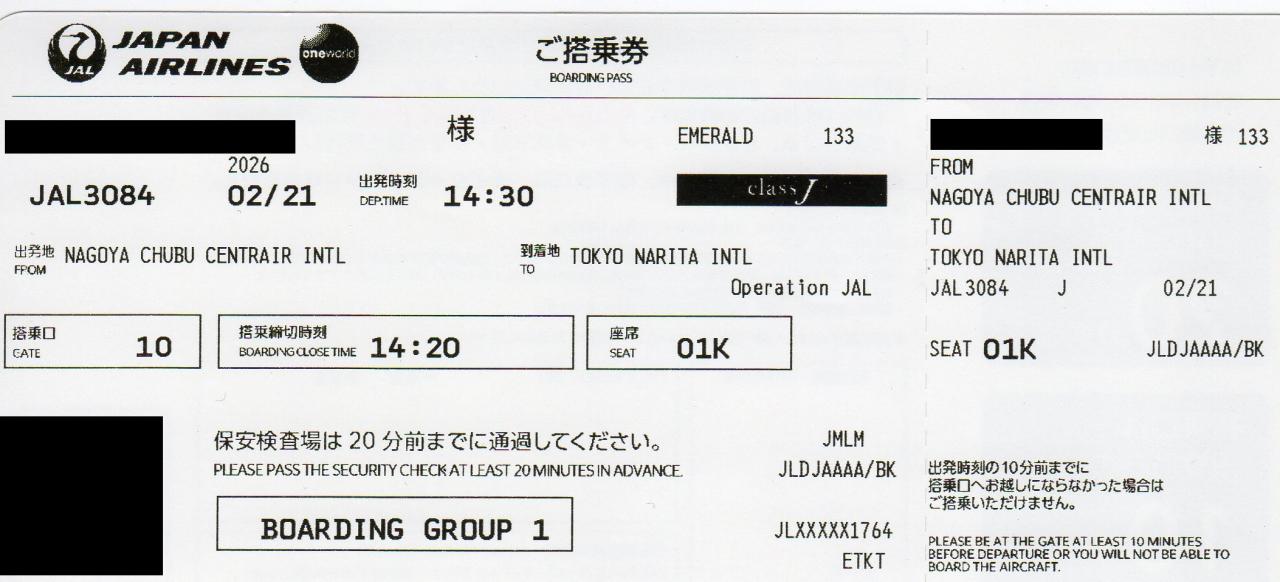 JAL
JAPAN
AIRLINES
oneworld
ご搭乗券
BOARDING PASS
様
EMERALD 133
2026
JAL3084 02/21
出発時刻
DEP.TIME
14:30
class J
出発地
FROM
NAGOYA CHUBU CENTRAIR INTL
到着地
TO
TOKYO NARITA INTL
Operation JAL
搭乗口
GATE
10
搭乗締切時刻
BOARDING CLOSE TIME
14:20
座席
SEAT
01K
保安検査場は20分前までに通過してください。
PLEASE PASS THE SECURITY CHECK AT LEAST 20 MINUTES IN ADVANCE.
BOARDING GROUP 1
JMLM
JLDJAAAA/BK
JLXXXXX1764
ETKT
様 133
FROM
NAGOYA CHUBU CENTRAIR INTL
TO
TOKYO NARITA INTL
JAL3084 J 02/21
SEAT 01K JLDJAAAA/BK
出発時刻の10分前までに
搭乗口へお越しにならなかった場合は
ご搭乗いただけません。
PLEASE BE AT THE GATE AT LEAST 10 MINUTES
BEFORE DEPARTURE OR YOU WILL NOT BE ABLE TO
BOARD THE AIRCRAFT.